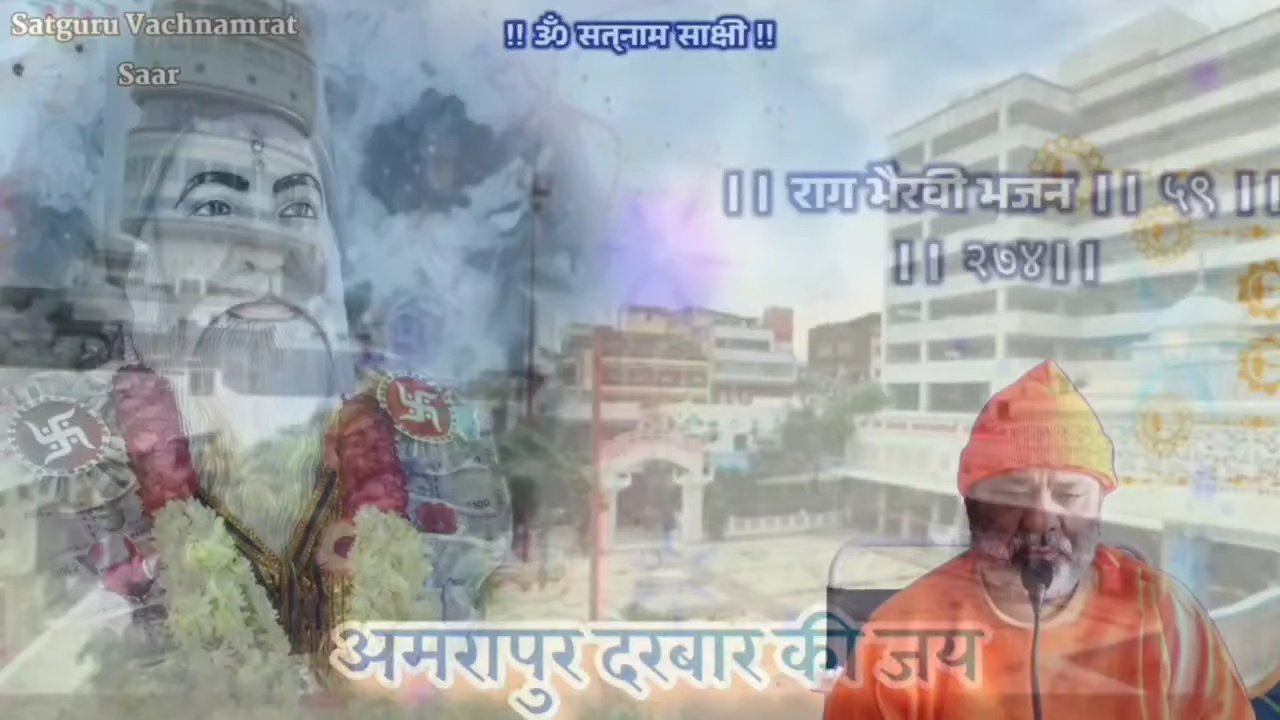 Satguru Vachnamrat
Saar
!! ॐ सत्‌नाम साक्षी !!
|| राग भैरवी भजन || ५९ ||
|| २७४||
अमरापुर दरबार की जय